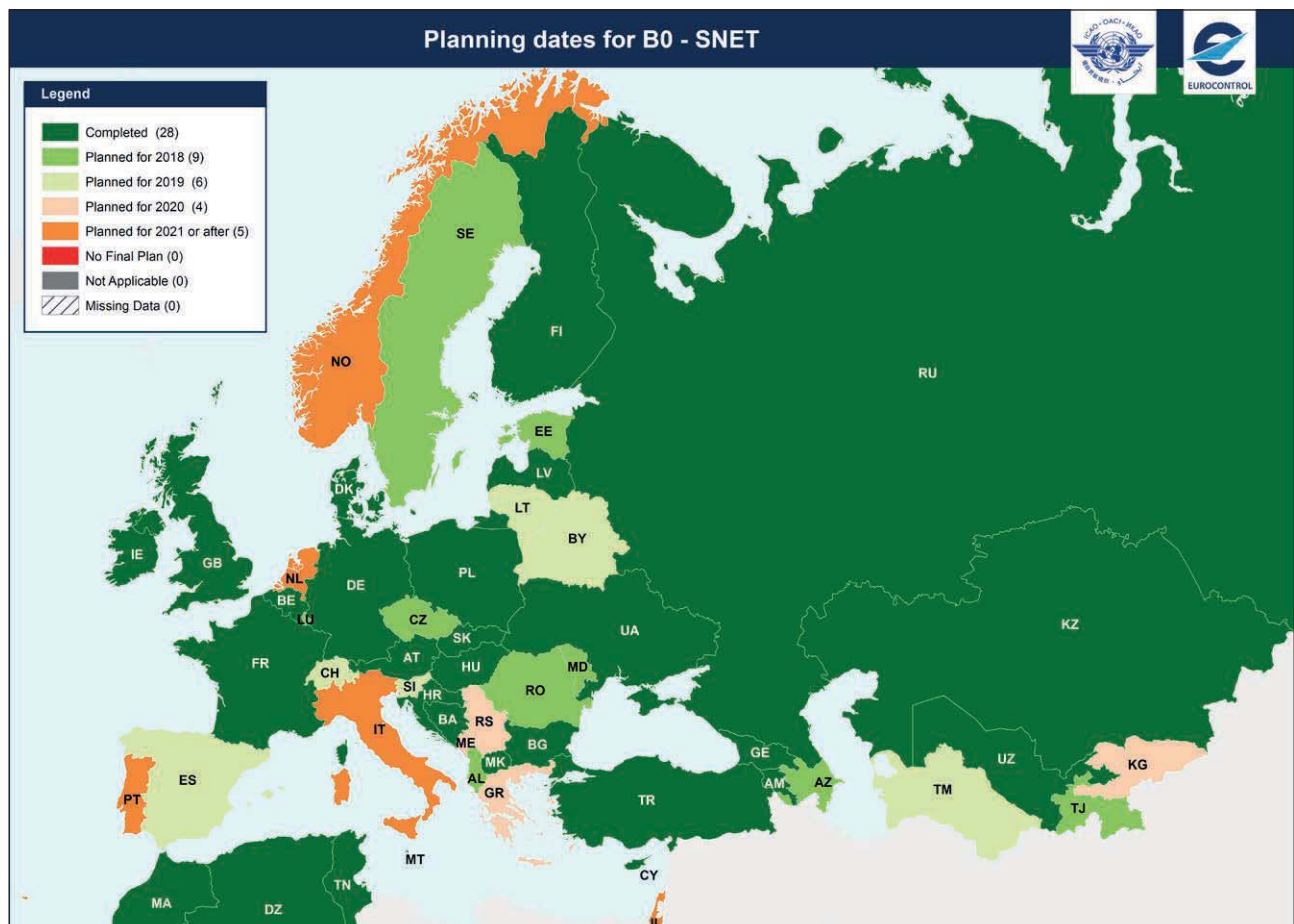 Planning dates for B0 - SNET
ICAO · OACI · ИКАО
EUROCONTROL
Legend
Completed (28)
Planned for 2018 (9)
Planned for 2019 (6)
Planned for 2020 (4)
Planned for 2021 or after (5)
No Final Plan (0)
Not Applicable (0)
Missing Data (0)
SE
FI
NO
RU
EE
LV
DK
LT
BY
IE
GB
NL
PL
DE
BE
LU
CZ
UA
KZ
SK
AT
FR
HU
CH
MD
SI
RO
HR
BA
RS
IT
ME
BG
GE
UZ
MK
KG
AL
AM
AZ
ES
GR
TM
PT
TR
TJ
MT
CY
TN
MA
DZ
IL